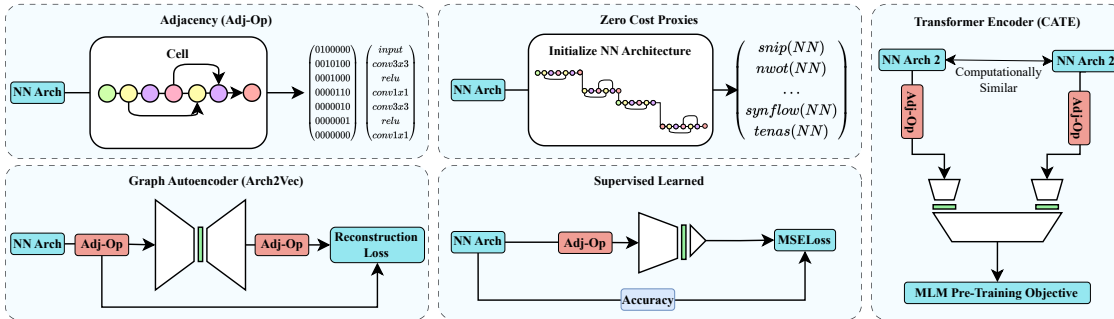 Adjacency (Adj-Op)
Cell
NN Arch
0100000
0010100
0001000
0000110
0000010
0000001
0000000
input
conv3x3
relu
conv1x1
conv3x3
relu
conv1x1
Zero Cost Proxies
Initialize NN Architecture
NN Arch
snip(NN)
nwot(NN)
...
synflow(NN)
tenas(NN)
Transformer Encoder (CATE)
NN Arch 2
NN Arch 2
Computationally
Similar
Adj-Op
Adj-Op
MLM Pre-Training Objective
Graph Autoencoder (Arch2Vec)
NN Arch
Adj-Op
Adj-Op
Reconstruction
Loss
Supervised Learned
NN Arch
Adj-Op
MSELoss
Accuracy